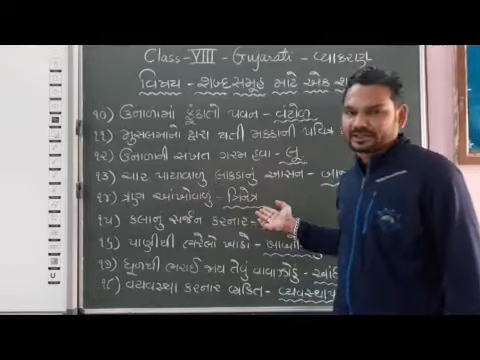 Class-VIII - Gujarati - વ્યાકરણ
વિષય - શબ્દસમૂહ માટે એક શ
૧૦) ઉનાળામાં ફૂંકાતો પવન - વંટોળ
૧૧) મુસલમાનો દ્વારા થતી મક્કાની પવિત્ર
૧૨) ઉનાળાની સખત ગરમ હવા - લૂ
૧૩) ચાર પાયાવાળુ લાકડાનું આસન - બાજ
૧૪) ત્રણ આંખોવાળું - ત્રિનેત્ર
૧૫) કલાનું સર્જન કરનાર -
૧૬) પાણીથી ભરેલો ખાડો -
૧૭) ધૂળથી ભરાઈ જાય તેવું વાવાઝોડું - આંધ
૧૮) વ્યવસ્થા કરનાર વ્યક્તિ - વ્યવસ્થાપ